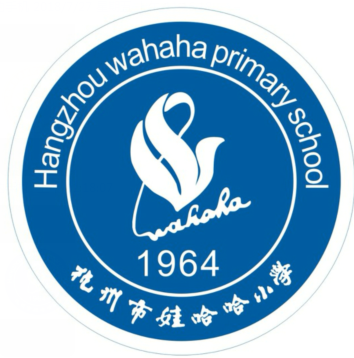 Hangzhou wahaha primary school
wahaha
1964
杭州市娃哈哈小学